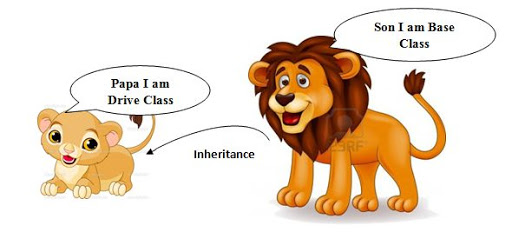 Son I am Base
Class
Papa I am
Drive Class
Inheritance